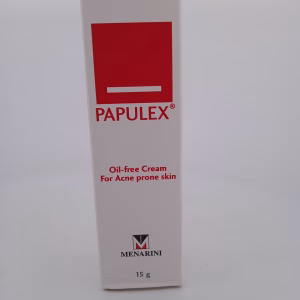 PAPULEX®
Oil-free Cream
For Acne prone skin
MENARINI
15 g